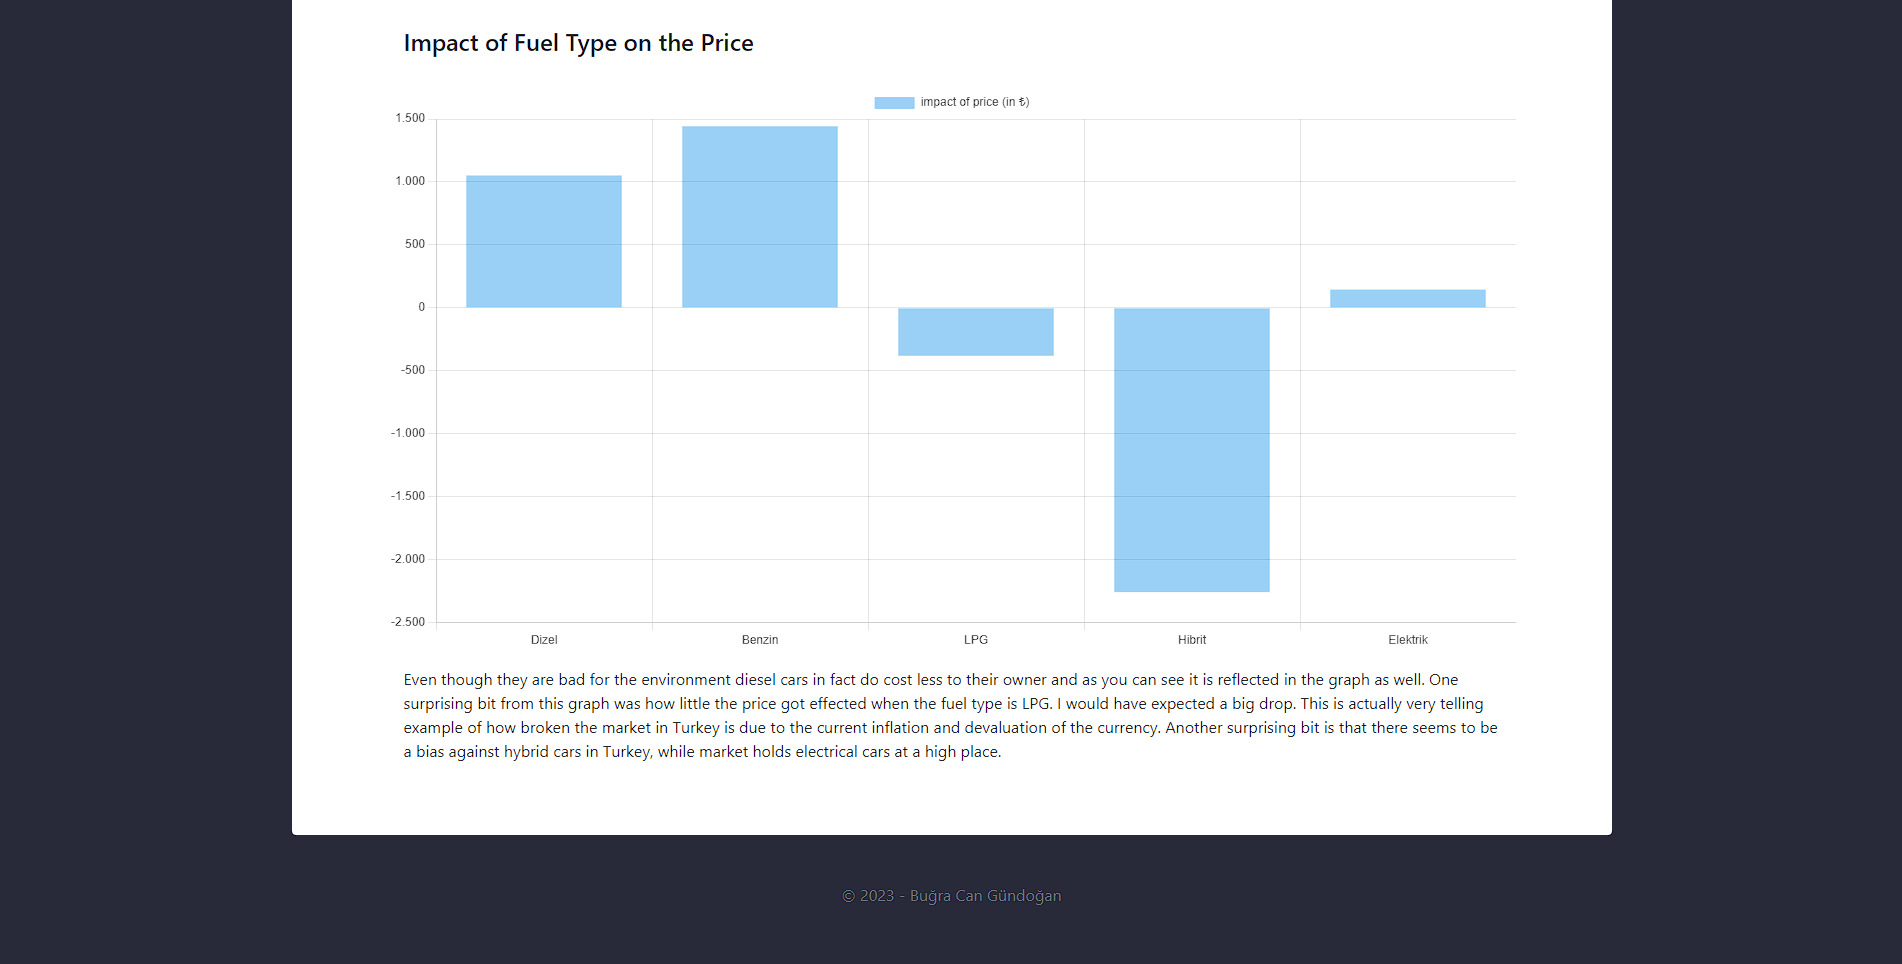 Impact of Fuel Type on the Price
impact of price (in ₺)
1.500
1.000
500
0
-500
-1.000
-1.500
-2.000
-2.500
Dizel Benzin LPG Hibrit Elektrik
Even though they are bad for the environment diesel cars in fact do cost less to their owner and as you can see it is reflected in the graph as well. One
surprising bit from this graph was how little the price got effected when the fuel type is LPG. I would have expected a big drop. This is actually very telling
example of how broken the market in Turkey is due to the current inflation and devaluation of the currency. Another surprising bit is that there seems to be
a bias against hybrid cars in Turkey, while market holds electrical cars at a high place.
© 2023 - Buğra Can Gündoğan